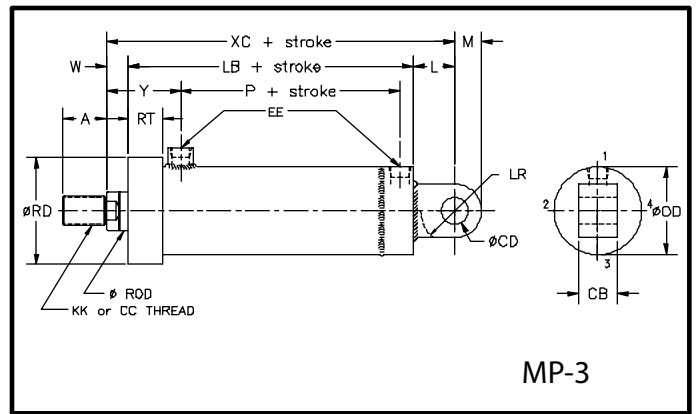 XC + stroke
M
W
LB + stroke
L
Y
P + stroke
A
RT
EE
LR
1
2
4
3
øRD
øOD
øCD
ø ROD
CB
KK or CC THREAD
MP-3